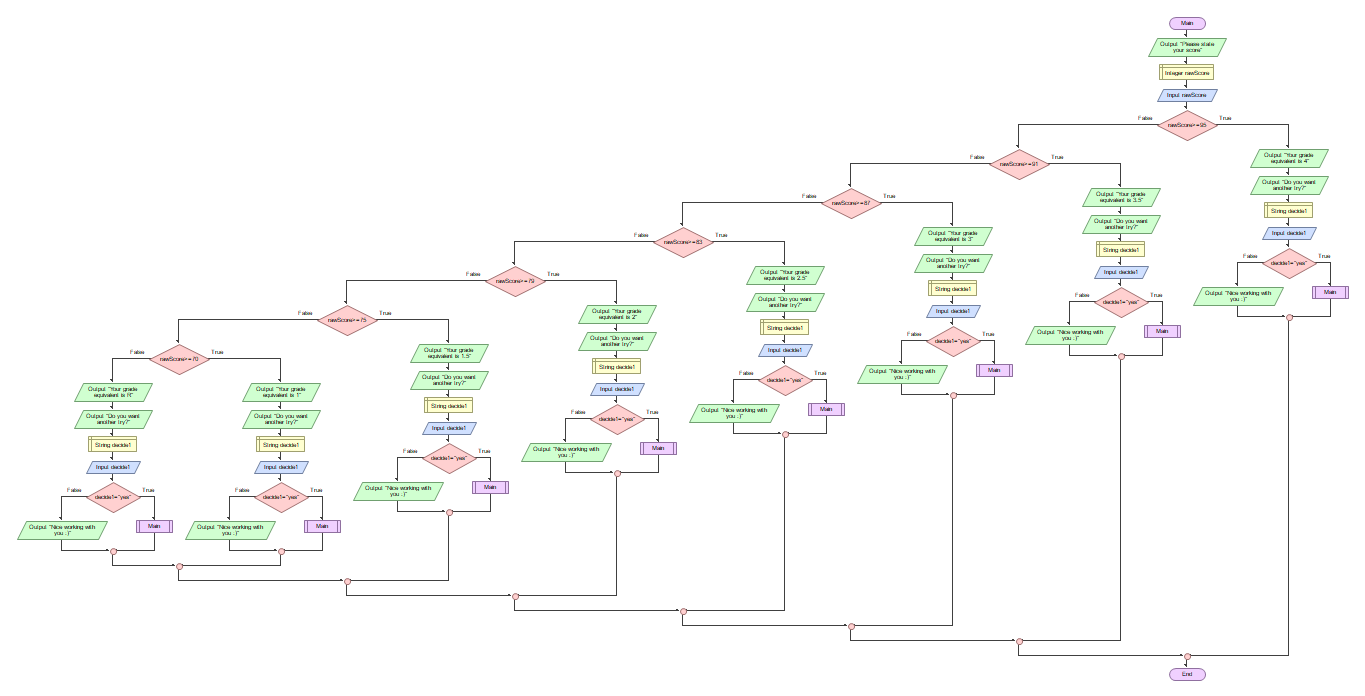 Main
Output "Please state
your score"
Integer rawScore
Input rawScore
rawScore>=95
False
True
Output "Your grade
equivalent is 4"
Output "Do you want
another try?"
String decide1
Input decide1
decide1="yes"
False
True
Output "Nice working with
you :)"
Main
rawScore>=91
False
True
Output "Your grade
equivalent is 3.5"
Output "Do you want
another try?"
String decide1
Input decide1
decide1="yes"
False
True
Output "Nice working with
you :)"
Main
rawScore>=87
False
True
Output "Your grade
equivalent is 3"
Output "Do you want
another try?"
String decide1
Input decide1
decide1="yes"
False
True
Output "Nice working with
you :)"
Main
rawScore>=83
False
True
Output "Your grade
equivalent is 2.5"
Output "Do you want
another try?"
String decide1
Input decide1
decide1="yes"
False
True
Output "Nice working with
you :)"
Main
rawScore>=79
False
True
Output "Your grade
equivalent is 2"
Output "Do you want
another try?"
String decide1
Input decide1
decide1="yes"
False
True
Output "Nice working with
you :)"
Main
rawScore>=75
False
True
Output "Your grade
equivalent is 1.5"
Output "Do you want
another try?"
String decide1
Input decide1
decide1="yes"
False
True
Output "Nice working with
you :)"
Main
rawScore>=70
False
True
Output "Your grade
equivalent is R"
Output "Do you want
another try?"
String decide1
Input decide1
decide1="yes"
False
True
Output "Nice working with
you :)"
Main
Output "Your grade
equivalent is 1"
Output "Do you want
another try?"
String decide1
Input decide1
decide1="yes"
False
True
Output "Nice working with
you :)"
Main
End